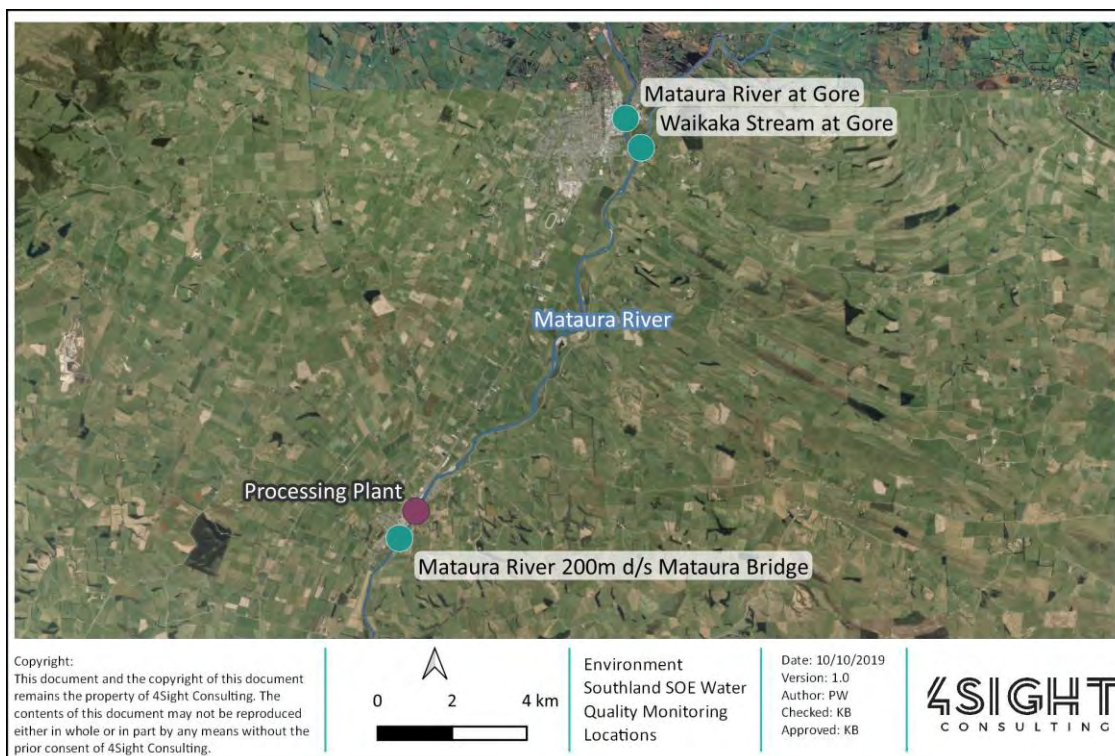 Mataura River at Gore
Waikaka Stream at Gore
Mataura River
Processing Plant
Mataura River 200m d/s Mataura Bridge
Copyright:
This document and the copyright of this document
remains the property of 4Sight Consulting. The
contents of this document may not be reproduced
either in whole or in part by any means without the
prior consent of 4Sight Consulting.
0 2 4 km
Environment
Southland SOE Water
Quality Monitoring
Locations
Date: 10/10/2019
Version: 1.0
Author: PW
Checked: KB
Approved: KB
4SIGHT
CONSULTING